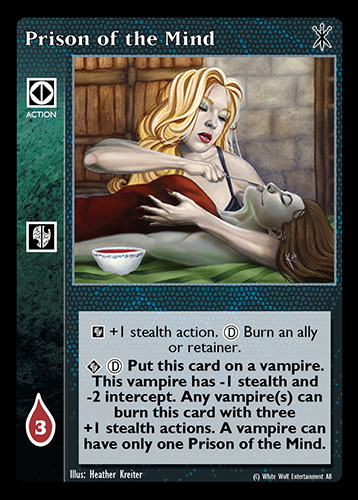 Prison of the Mind
ACTION
+1 stealth action. Ⓓ Burn an ally
or retainer.
Ⓓ Put this card on a vampire.
This vampire has -1 stealth and
-2 intercept. Any vampire(s) can
burn this card with three
+1 stealth actions. A vampire can
have only one Prison of the Mind.
3
Illus: Heather Kreiter
(C) White Wolf Entertainment AB